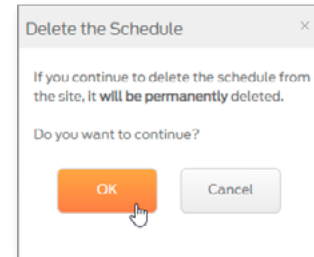 Delete the Schedule
If you continue to delete the schedule from
the site, it will be permanently deleted.
Do you want to continue?
OK
Cancel